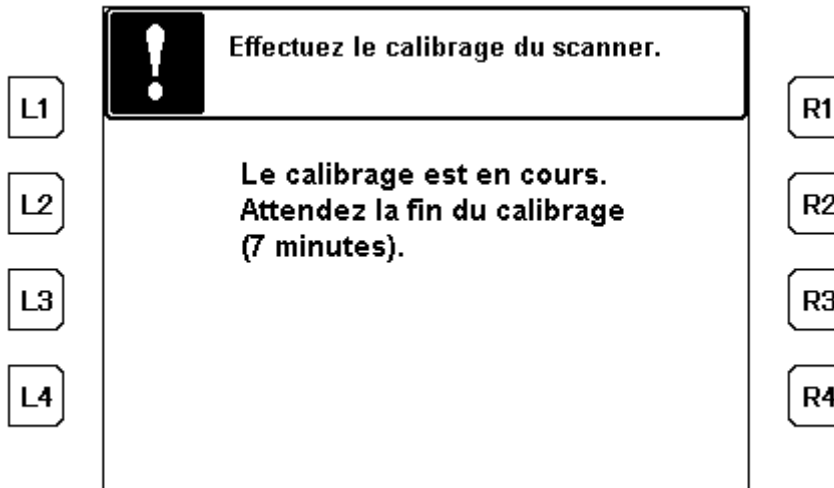 Effectuez le calibrage du scanner.
L1
R1
Le calibrage est en cours.
L2
Attendez la fin du calibrage
R2
(7 minutes).
L3
R3
L4
R4